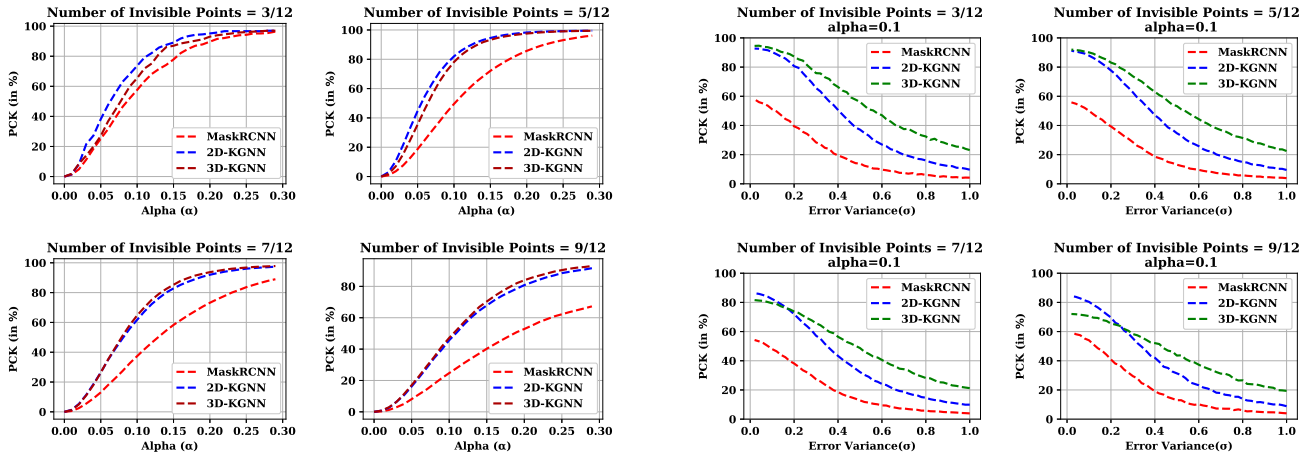 Number of Invisible Points = 3/12
PCK (in %)
100
80
60
40
20
0
MaskRCNN
2D-KGNN
3D-KGNN
0.00 0.05 0.10 0.15 0.20 0.25 0.30
Alpha (α)
Number of Invisible Points = 5/12
PCK (in %)
100
80
60
40
20
0
MaskRCNN
2D-KGNN
3D-KGNN
0.00 0.05 0.10 0.15 0.20 0.25 0.30
Alpha (α)
Number of Invisible Points = 3/12
alpha=0.1
PCK (in %)
100
80
60
40
20
0
MaskRCNN
2D-KGNN
3D-KGNN
0.0 0.2 0.4 0.6 0.8 1.0
Error Variance(σ)
Number of Invisible Points = 5/12
alpha=0.1
PCK (in %)
100
80
60
40
20
0
MaskRCNN
2D-KGNN
3D-KGNN
0.0 0.2 0.4 0.6 0.8 1.0
Error Variance(σ)
Number of Invisible Points = 7/12
PCK (in %)
100
80
60
40
20
0
MaskRCNN
2D-KGNN
3D-KGNN
0.00 0.05 0.10 0.15 0.20 0.25 0.30
Alpha (α)
Number of Invisible Points = 9/12
PCK (in %)
80
60
40
20
0
MaskRCNN
2D-KGNN
3D-KGNN
0.00 0.05 0.10 0.15 0.20 0.25 0.30
Alpha (α)
Number of Invisible Points = 7/12
alpha=0.1
PCK (in %)
100
80
60
40
20
0
MaskRCNN
2D-KGNN
3D-KGNN
0.0 0.2 0.4 0.6 0.8 1.0
Error Variance(σ)
Number of Invisible Points = 9/12
alpha=0.1
PCK (in %)
100
80
60
40
20
0
MaskRCNN
2D-KGNN
3D-KGNN
0.0 0.2 0.4 0.6 0.8 1.0
Error Variance(σ)